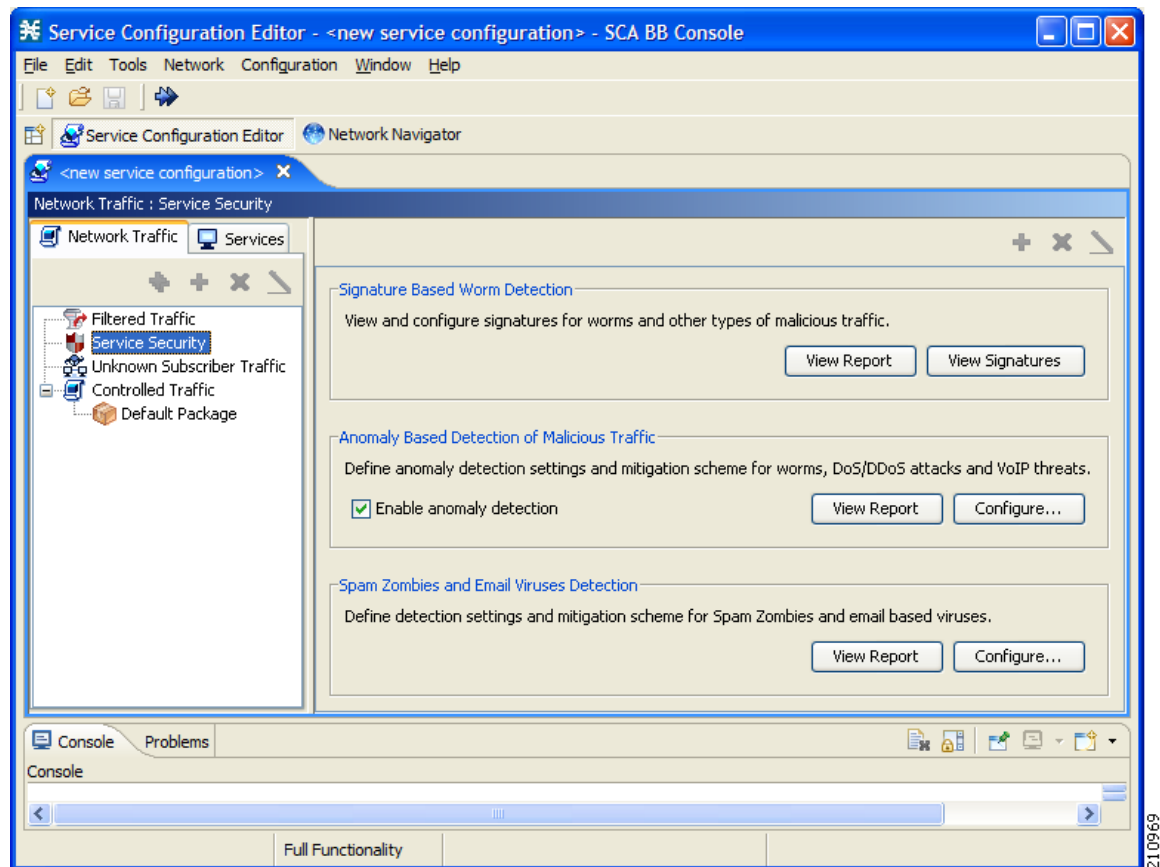 Service Configuration Editor - <new service configuration> - SCA BB Console
File Edit Tools Network Configuration Window Help
Service Configuration Editor Network Navigator
<new service configuration>
Network Traffic : Service Security
Network Traffic Services
Filtered Traffic
Service Security
Unknown Subscriber Traffic
Controlled Traffic
Default Package
Signature Based Worm Detection
View and configure signatures for worms and other types of malicious traffic.
View Report View Signatures
Anomaly Based Detection of Malicious Traffic
Define anomaly detection settings and mitigation scheme for worms, DoS/DDoS attacks and VoIP threats.
Enable anomaly detection View Report Configure...
Spam Zombies and Email Viruses Detection
Define detection settings and mitigation scheme for Spam Zombies and email based viruses.
View Report Configure...
Console Problems
Console
Full Functionality
210969